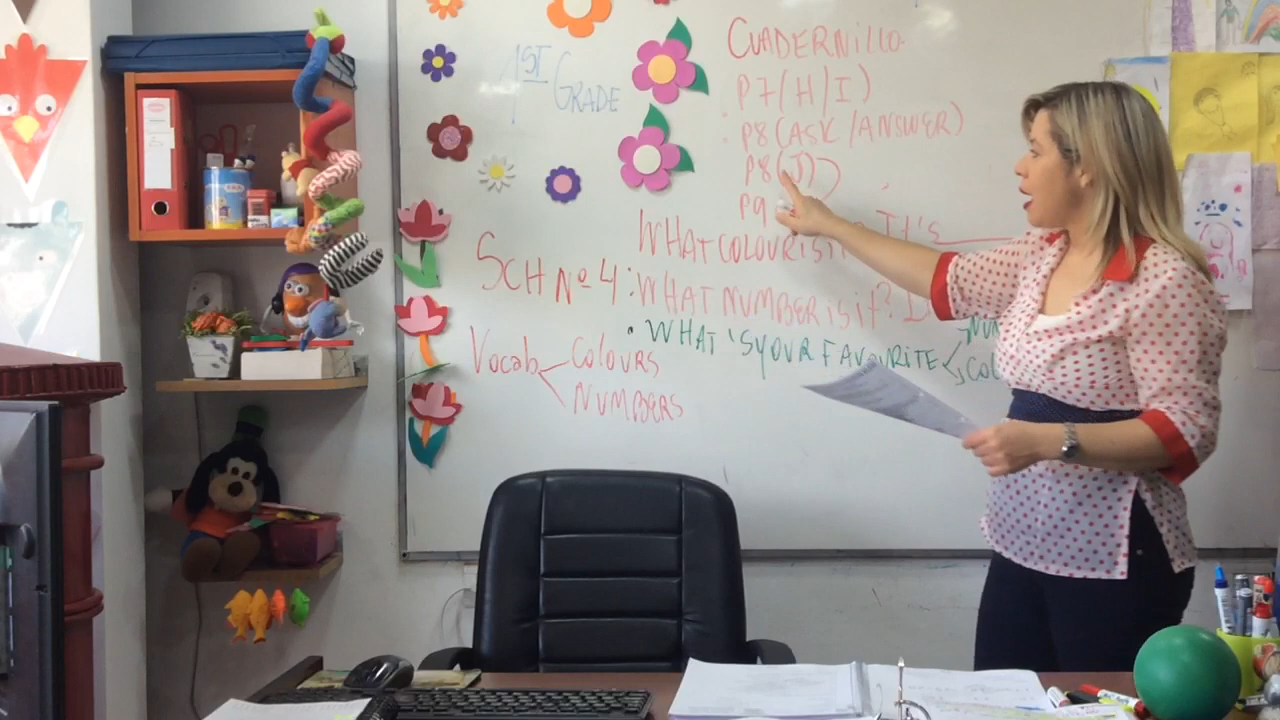 1ST GRADE
CUADERNILLO
P7(H/I)
P8(ASK/ANSWER)
P8(J)
P9
WHAT COLOUR IS IT It's
SCH Nº 4: WHAT NUMBER IS it?
WHAT'S YOUR FAVOURITE
Vocab COLOURS
NUMBERS